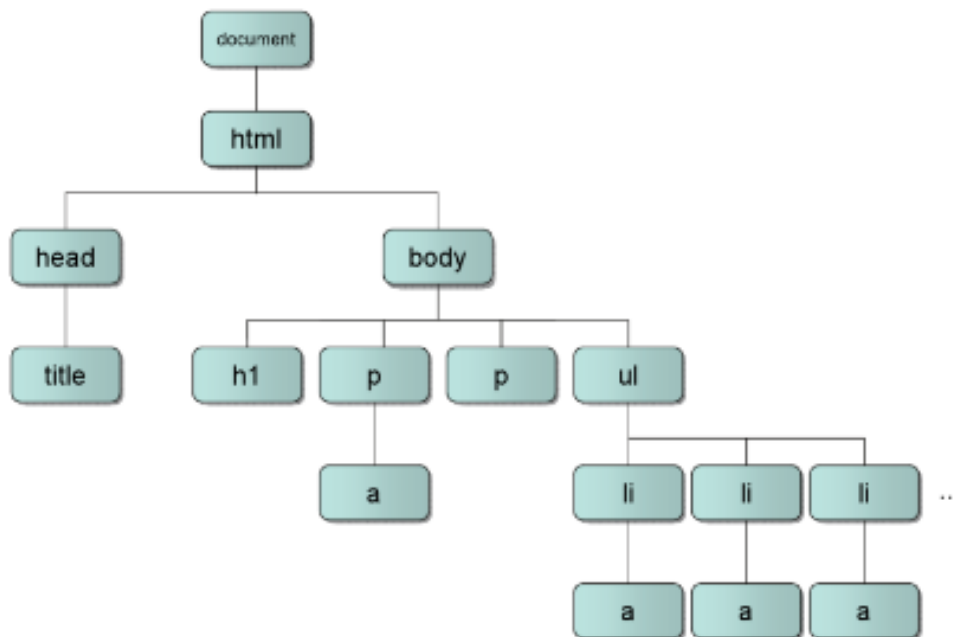 document
html
head body
title h1 p p ul
a li li li ..
a a a